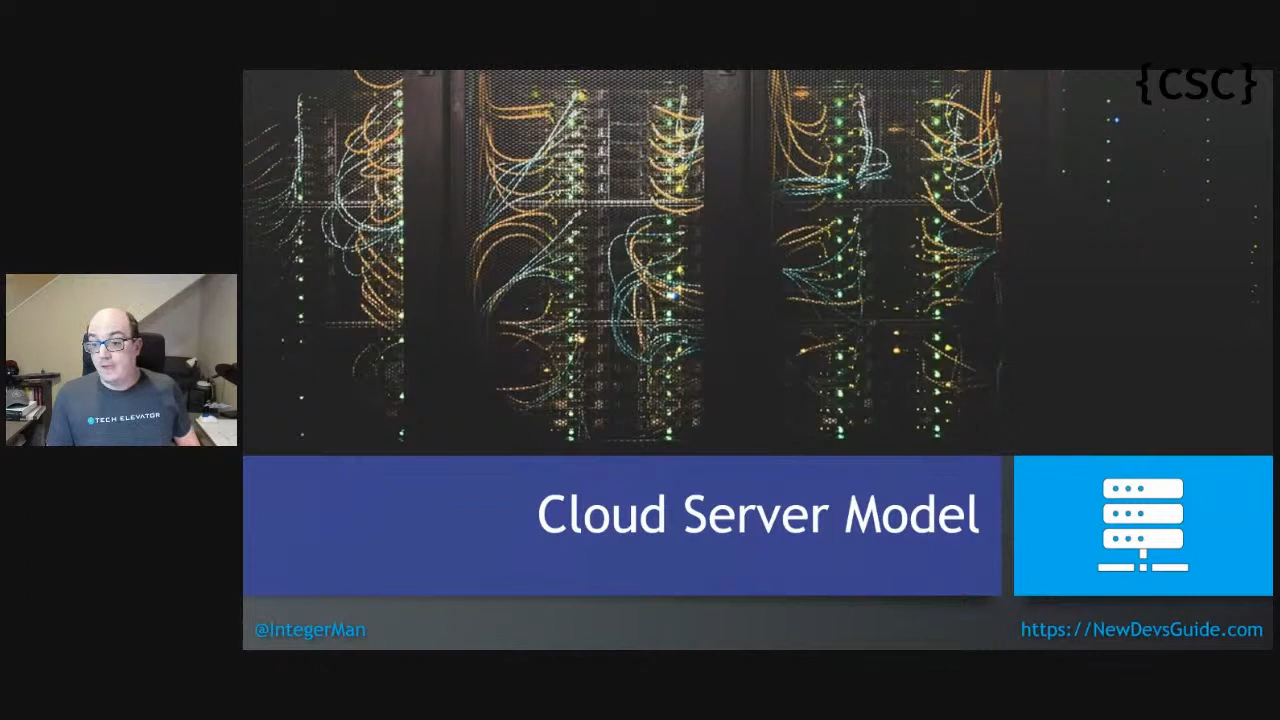 {CSC}
TECH ELEVATOR
Cloud Server Model
@IntegerMan
https://NewDevsGuide.com